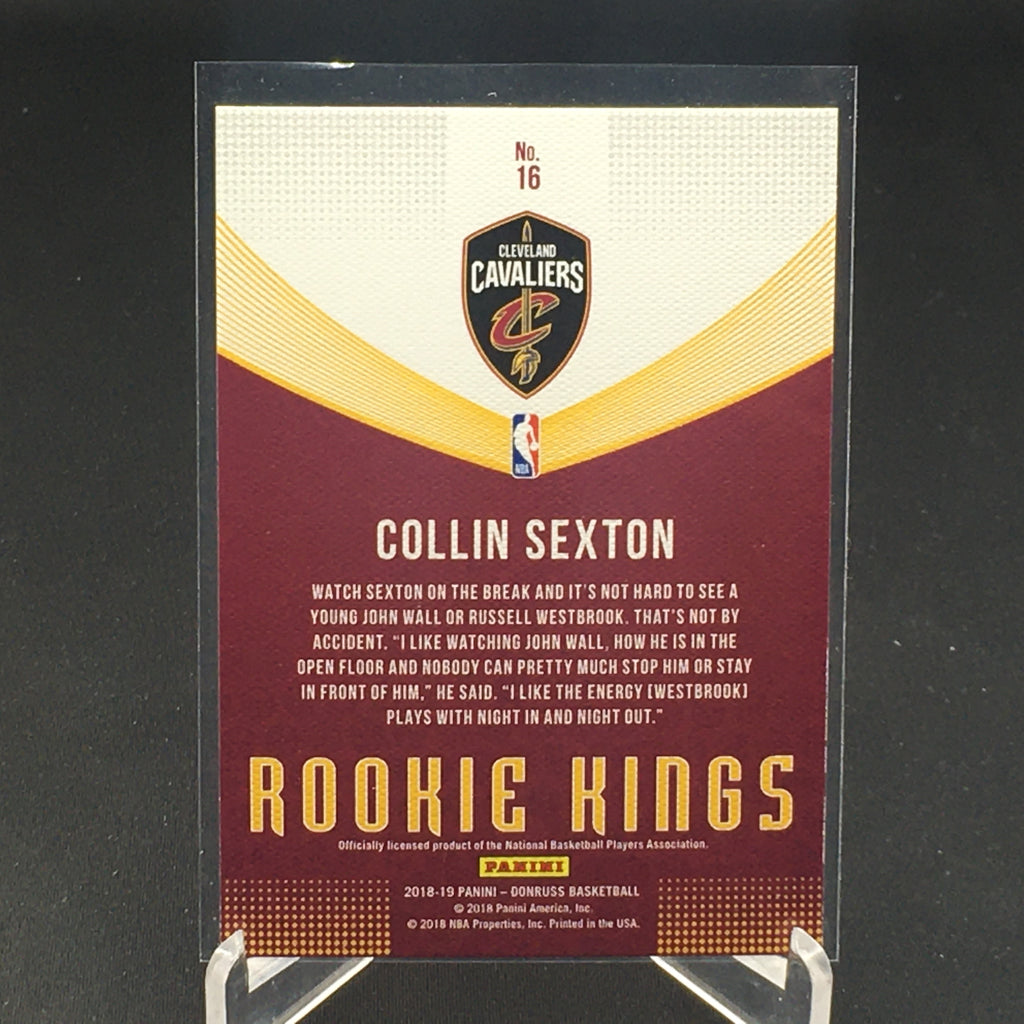 No.
16
CLEVELAND
CAVALIERS
C
NBA
COLLIN SEXTON
WATCH SEXTON ON THE BREAK AND IT'S NOT HARD TO SEE A
YOUNG JOHN WALL OR RUSSELL WESTBROOK. THAT'S NOT BY
ACCIDENT. "I LIKE WATCHING JOHN WALL, HOW HE IS IN THE
OPEN FLOOR AND NOBODY CAN PRETTY MUCH STOP HIM OR STAY
IN FRONT OF HIM," HE SAID. "I LIKE THE ENERGY [WESTBROOK]
PLAYS WITH NIGHT IN AND NIGHT OUT."
ROOKIE KINGS
Officially licensed product of the National Basketball Players Association.
PANINI
2018-19 PANINI – DONRUSS BASKETBALL
© 2018 Panini America, Inc.
© 2018 NBA Properties, Inc. Printed in the USA.